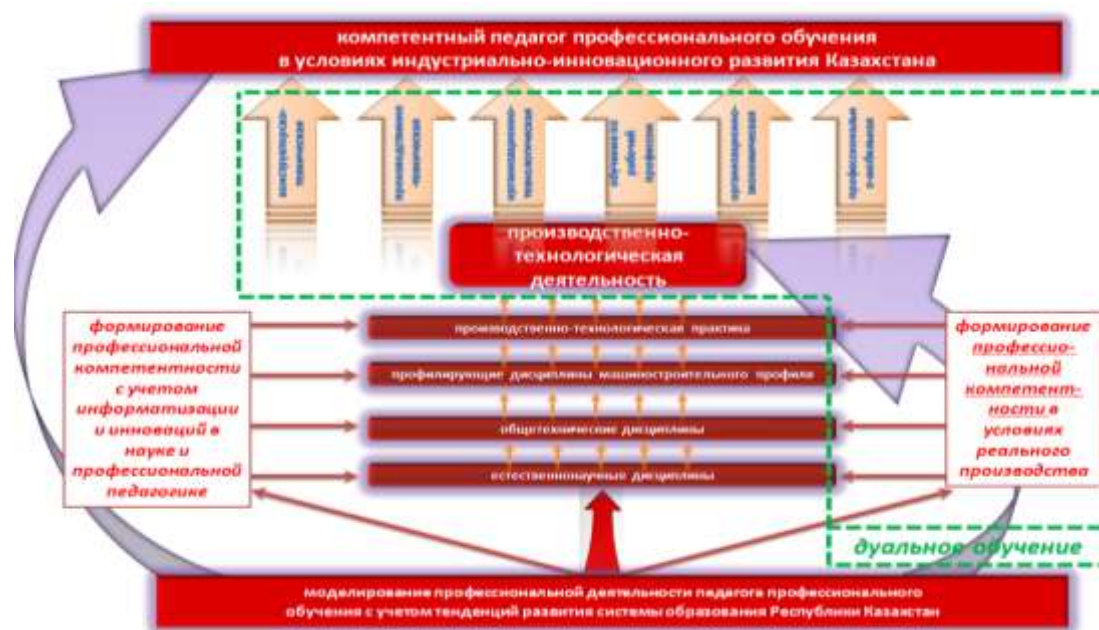 компетентный педагог профессионального обучения
в условиях индустриально-инновационного развития Казахстана
производственно-
технологическая
деятельность
формирование
профессиональной
компетентности
с учетом
информатизации
и инноваций в
науке и
профессиональной
педагогике
производственно-технологическая практика
профилирующие дисциплины машиностроительного профиля
общетехнические дисциплины
естественнонаучные дисциплины
формирование
профессио-
нальной
компетент-
ности в
условиях
реального
производства
дуальное обучение
моделирование профессиональной деятельности педагога профессионального
обучения с учетом тенденций развития системы образования Республики Казахстан